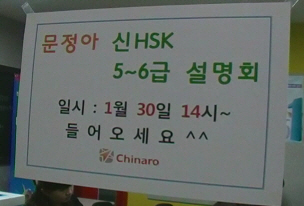 문정아 신HSK
5~6급 설명회
일시 : 1월 30일 14시~
들어오세요 ^^
Chinaro